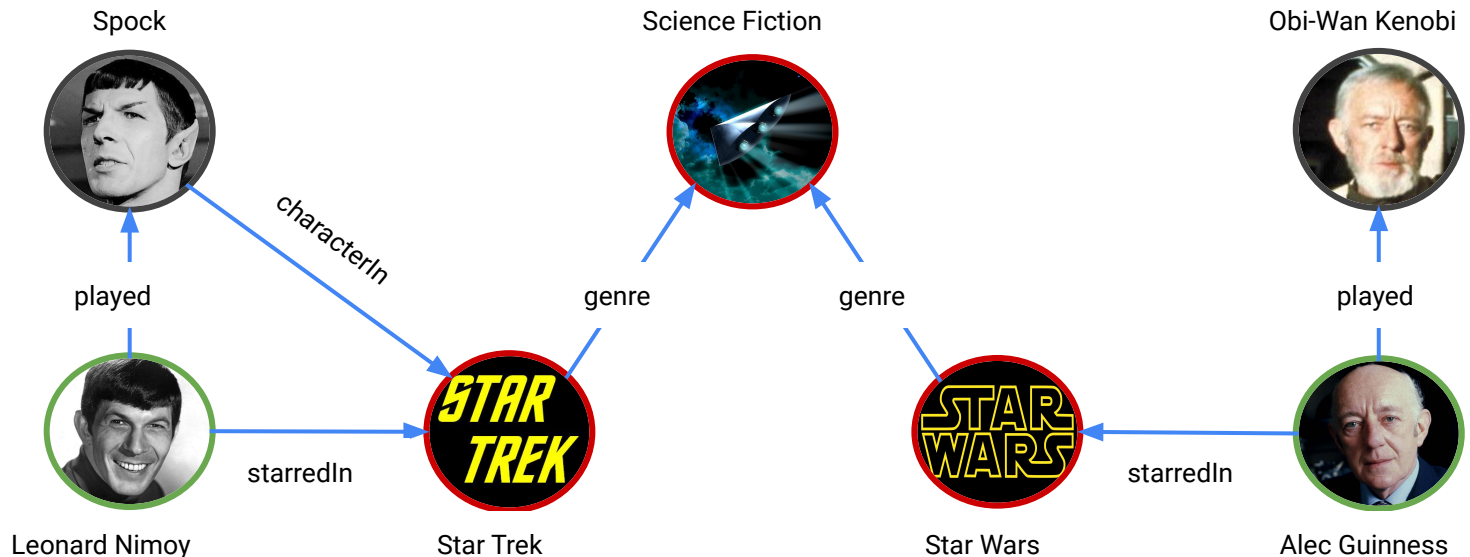 Spock
Science Fiction
Obi-Wan Kenobi
characterIn
played
genre
genre
played
STAR
TREK
STAR
WARS
starredIn
starredIn
Leonard Nimoy
Star Trek
Star Wars
Alec Guinness